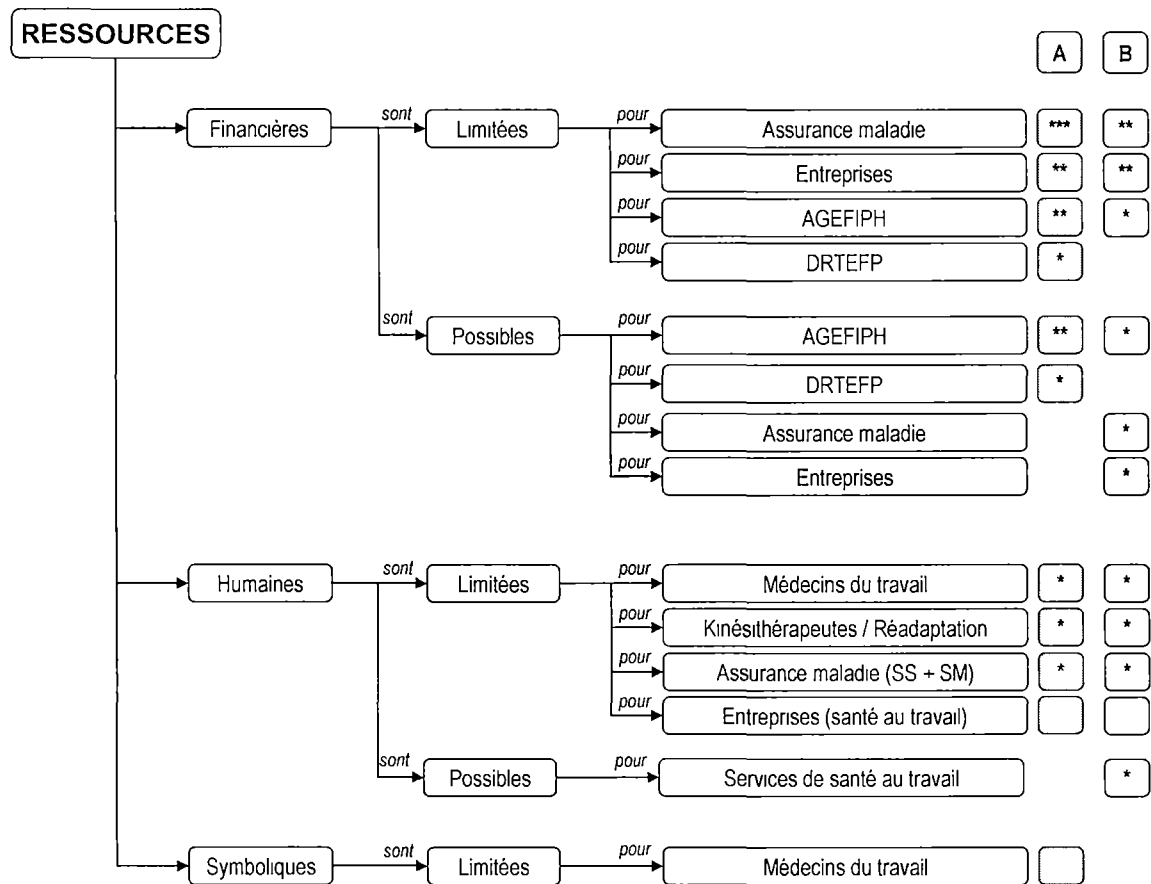 RESSOURCES
A B
Financières sont Limitées pour Assurance maladie *** **
pour Entreprises ** **
pour AGEFIPH ** *
pour DRTEFP *
sont Possibles pour AGEFIPH ** *
pour DRTEFP *
pour Assurance maladie *
pour Entreprises *
Humaines sont Limitées pour Médecins du travail * *
pour Kinésithérapeutes / Réadaptation * *
pour Assurance maladie (SS + SM) * *
pour Entreprises (santé au travail)
sont Possibles pour Services de santé au travail *
Symboliques sont Limitées pour Médecins du travail